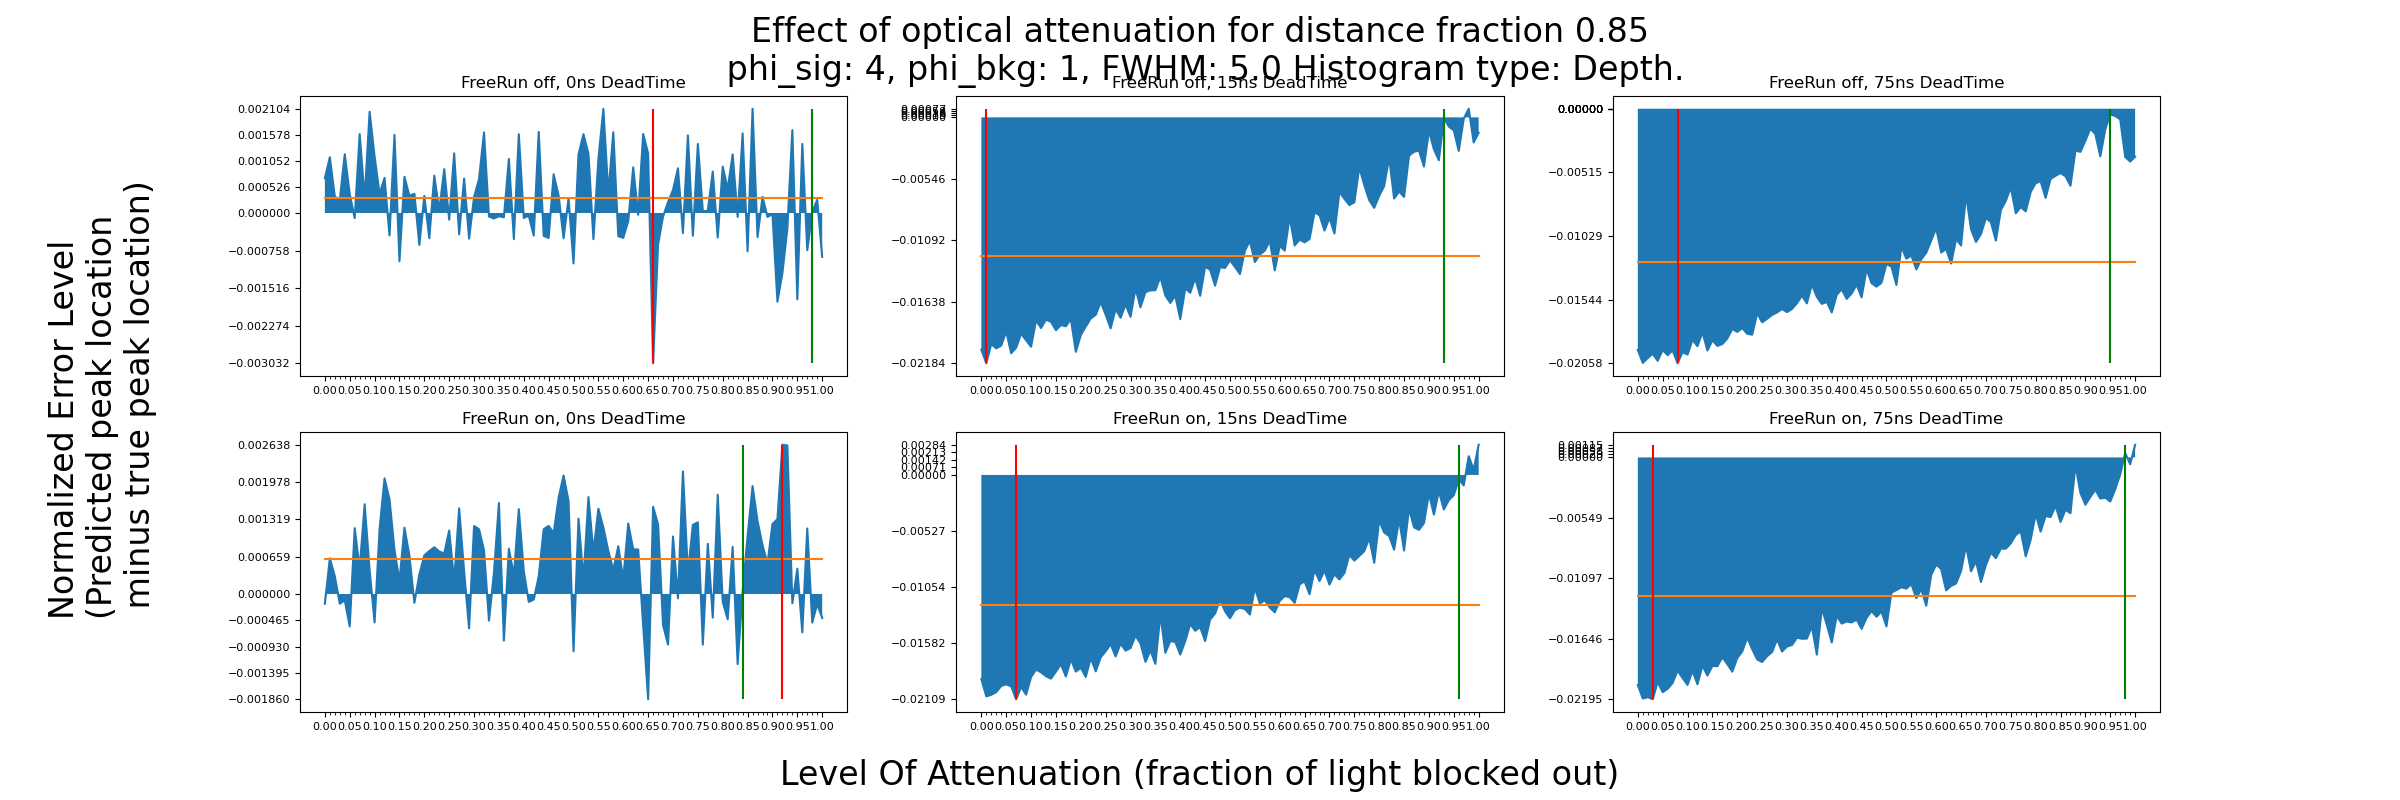 Effect of optical attenuation for distance fraction 0.85
phi_sig: 4, phi_bkg: 1, FWHM: 5.0 Histogram type: Depth.
Normalized Error Level
(Predicted peak location
minus true peak location)
FreeRun off, 0ns DeadTime
0.002104
0.001578
0.001052
0.000526
0.000000
−0.000758
−0.001516
−0.002274
−0.003032
0.00 0.05 0.10 0.15 0.20 0.25 0.30 0.35 0.40 0.45 0.50 0.55 0.60 0.65 0.70 0.75 0.80 0.85 0.90 0.95 1.00
FreeRun off, 15ns DeadTime
0.00077
0.00000
−0.00546
−0.01092
−0.01638
−0.02184
0.00 0.05 0.10 0.15 0.20 0.25 0.30 0.35 0.40 0.45 0.50 0.55 0.60 0.65 0.70 0.75 0.80 0.85 0.90 0.95 1.00
FreeRun off, 75ns DeadTime
0.00000
−0.00515
−0.01029
−0.01544
−0.02058
0.00 0.05 0.10 0.15 0.20 0.25 0.30 0.35 0.40 0.45 0.50 0.55 0.60 0.65 0.70 0.75 0.80 0.85 0.90 0.95 1.00
FreeRun on, 0ns DeadTime
0.002638
0.001978
0.001319
0.000659
0.000000
−0.000465
−0.000930
−0.001395
−0.001860
0.00 0.05 0.10 0.15 0.20 0.25 0.30 0.35 0.40 0.45 0.50 0.55 0.60 0.65 0.70 0.75 0.80 0.85 0.90 0.95 1.00
FreeRun on, 15ns DeadTime
0.00284
0.00213
0.00142
0.00071
0.00000
−0.00527
−0.01054
−0.01582
−0.02109
0.00 0.05 0.10 0.15 0.20 0.25 0.30 0.35 0.40 0.45 0.50 0.55 0.60 0.65 0.70 0.75 0.80 0.85 0.90 0.95 1.00
FreeRun on, 75ns DeadTime
0.00115
0.00000
−0.00549
−0.01097
−0.01646
−0.02195
0.00 0.05 0.10 0.15 0.20 0.25 0.30 0.35 0.40 0.45 0.50 0.55 0.60 0.65 0.70 0.75 0.80 0.85 0.90 0.95 1.00
Level Of Attenuation (fraction of light blocked out)